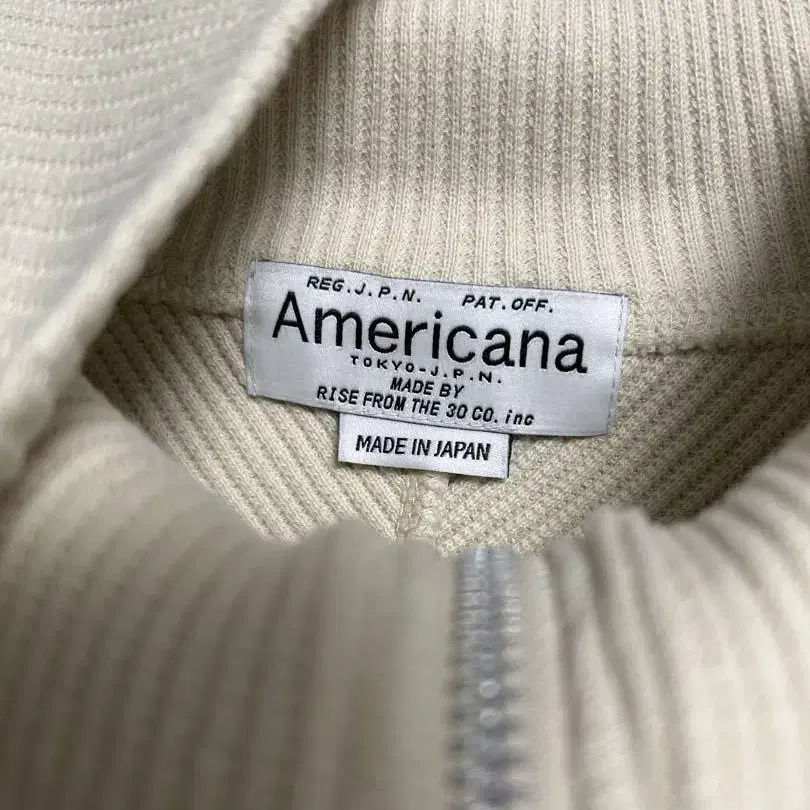 REG.J.P.N. PAT.OFF.
Americana
TOKYO-J.P.N.
MADE BY
RISE FROM THE 30 CO. inc
MADE IN JAPAN